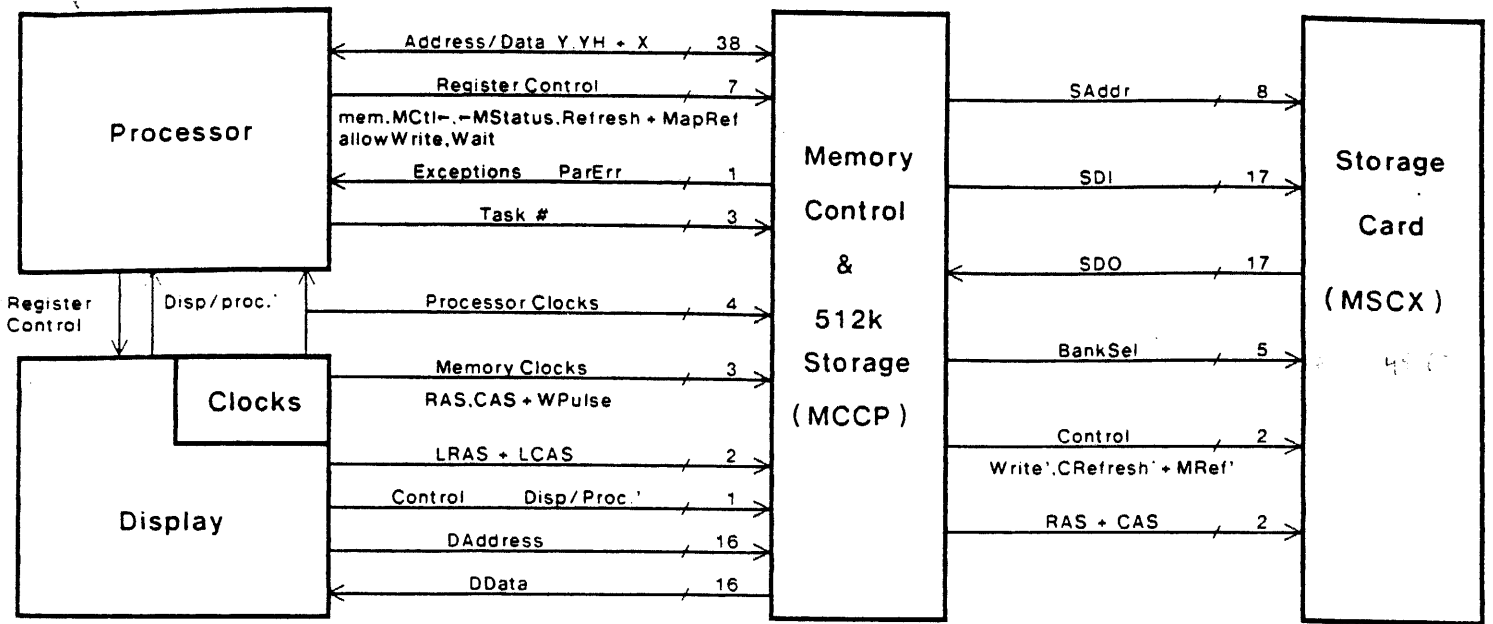 Processor
Address/Data Y.YH + X 38
Register Control 7
mem.MCtl←.←MStatus.Refresh + MapRef
allowWrite,Wait
Exceptions ParErr 1
Task # 3
Register
Control
Disp/proc.'
Processor Clocks 4
Clocks
Display
Memory Clocks 3
RAS,CAS + WPulse
LRAS + LCAS 2
Control Disp/Proc.' 1
DAddress 16
DData 16
Memory
Control
&
512k
Storage
(MCCP)
SAddr 8
SDI 17
SDO 17
BankSel 5
Control 2
Write',CRefresh' + MRef'
RAS + CAS 2
Storage
Card
(MSCX)